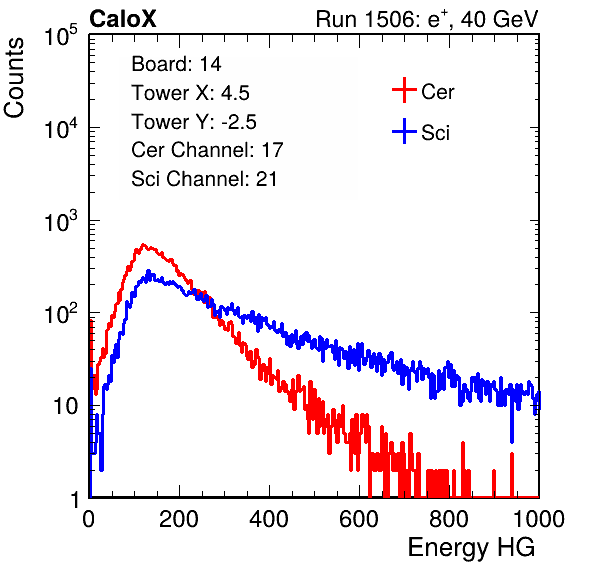 CaloX Run 1506: e⁺, 40 GeV
Counts
10⁵
10⁴
10³
10²
10
1
Board: 14
Tower X: 4.5
Tower Y: -2.5
Cer Channel: 17
Sci Channel: 21
Cer
Sci
0 200 400 600 800 1000
Energy HG